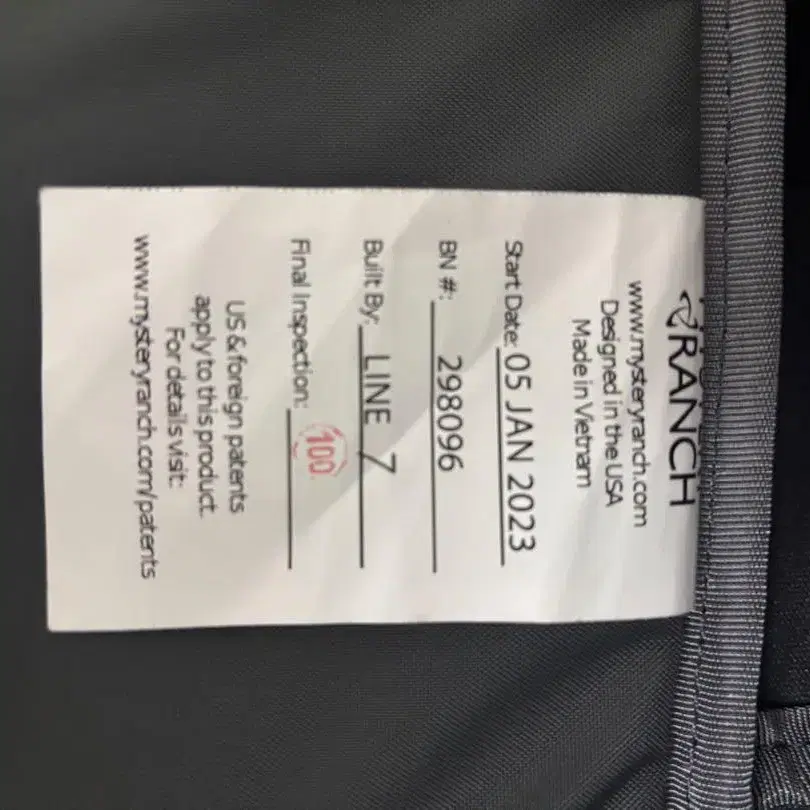 RANCH
www.mysteryranch.com
Designed in the USA
Made in Vietnam
Start Date: 05 JAN 2023
BN #: 298096
Built By: LINE 7
Final Inspection: 100
US & foreign patents
apply to this product.
For details visit:
www.mysteryranch.com/patents